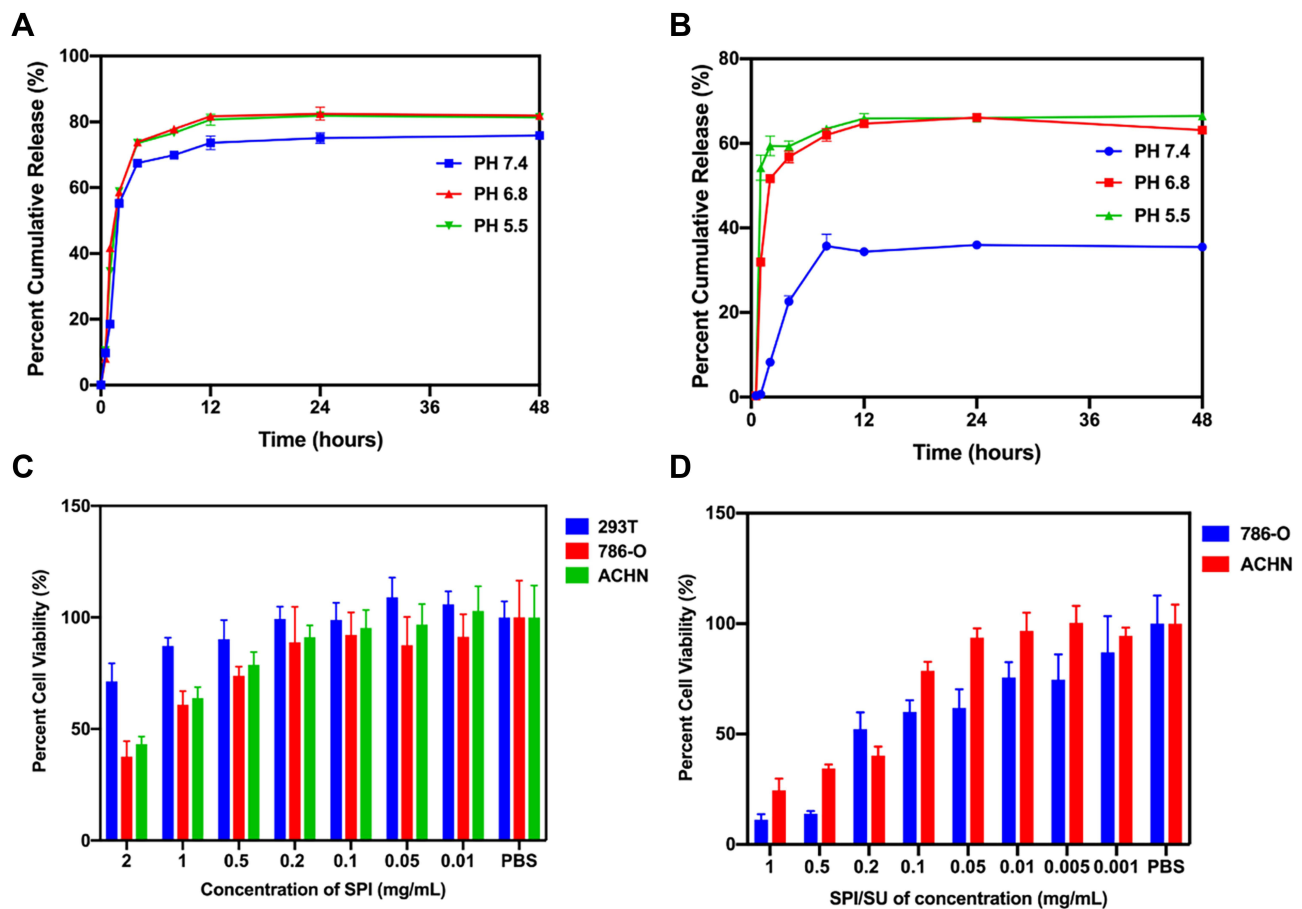 A
Percent Cumulative Release (%)
100
80
60
40
20
0
0 12 24 36 48
Time (hours)
PH 7.4
PH 6.8
PH 5.5
B
Percent Cumulative Release (%)
80
60
40
20
0
0 12 24 36 48
Time (hours)
PH 7.4
PH 6.8
PH 5.5
C
Percent Cell Viability (%)
150
100
50
0
2 1 0.5 0.2 0.1 0.05 0.01 PBS
Concentration of SPI (mg/mL)
293T
786-O
ACHN
D
Percent Cell Viability (%)
150
100
50
0
1 0.5 0.2 0.1 0.05 0.01 0.005 0.001 PBS
SPI/SU of concentration (mg/mL)
786-O
ACHN